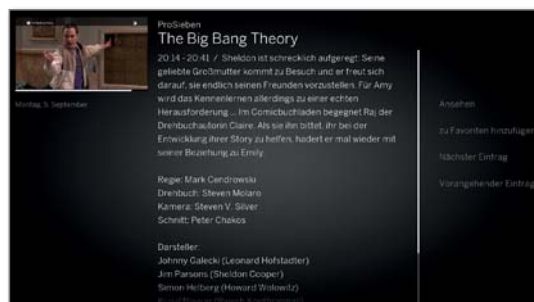 ProSieben
The Big Bang Theory
20:14 - 20:41 / Sheldon ist schrecklich aufgeregt: Seine
geliebte Großmutter kommt zu Besuch und er freut sich
darauf, sie endlich seinen Freunden vorzustellen. Für Amy
wird das Kennenlernen allerdings zu einer echten
Herausforderung ... Im Comicbuchladen begegnet Raj der
Drehbuchautorin Claire. Als sie ihn bittet, ihr bei der
Entwicklung ihrer Story zu helfen, hadert er mal wieder mit
seiner Beziehung zu Emily.
Regie: Mark Cendrowski
Drehbuch: Steven Molaro
Kamera: Steven V. Silver
Schnitt: Peter Chakos
Darsteller:
Johnny Galecki (Leonard Hofstadter)
Jim Parsons (Sheldon Cooper)
Simon Helberg (Howard Wolowitz)
Montag, 5. September
Ansehen
zu Favoriten hinzufügen
Nächster Eintrag
Vorangehender Eintrag